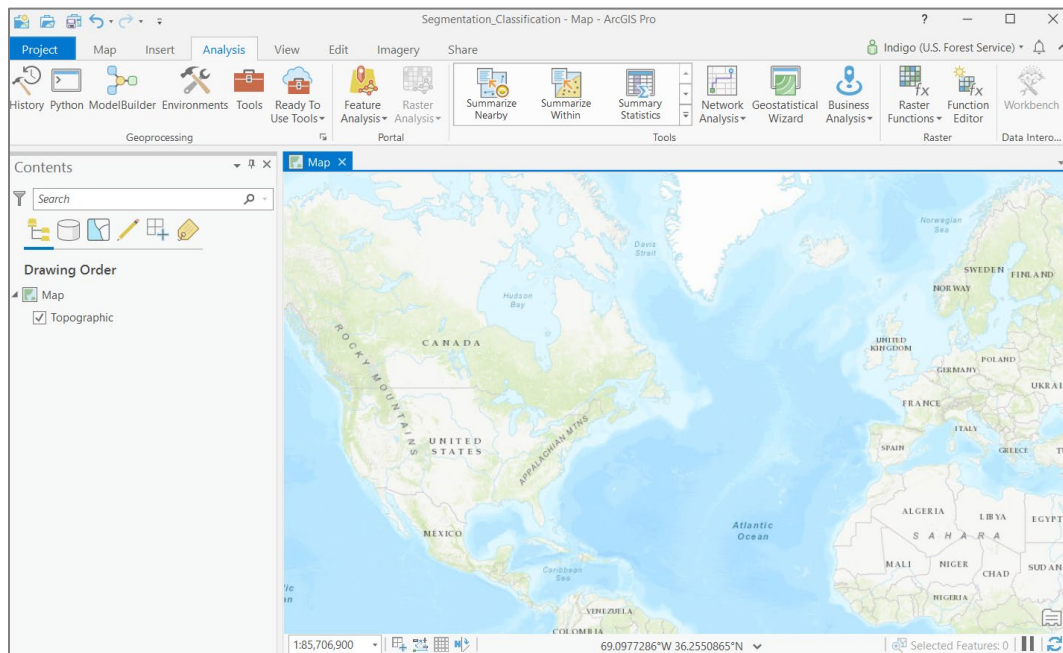 Segmentation_Classification - Map - ArcGIS Pro
?
Project Map Insert Analysis View Edit Imagery Share
Indigo (U.S. Forest Service)
History Python ModelBuilder Environments Tools Ready To Use Tools
Feature Analysis Raster Analysis
Summarize Nearby Summarize Within Summary Statistics
Network Analysis Geostatistical Wizard Business Analysis
Raster Functions Function Editor
Workbench
Geoprocessing Portal Tools Raster Data Intero...
Contents
Search
Drawing Order
Map
Topographic
Map
Norwegian Sea
Davis Strait
SWEDEN
FINLAND
NORWAY
Hudson Bay
CANADA
UNITED KINGDOM
ROCKY MOUNTAINS
POLAND
GERMANY
UKRAI
FRANCE
APPALACHIAN MTNS
ITALY
UNITED STATES
SPAIN
GREECE
T
ALGERIA
LIBYA
EGYPT
Atlantic Ocean
MEXICO
SAHARA
MALI
NIGER
CHAD
SUDAN
Caribbean Sea
NIGERIA
VENEZUELA
COLOMBIA
1:85,706,900
69.0977286°W 36.2550865°N
Selected Features: 0